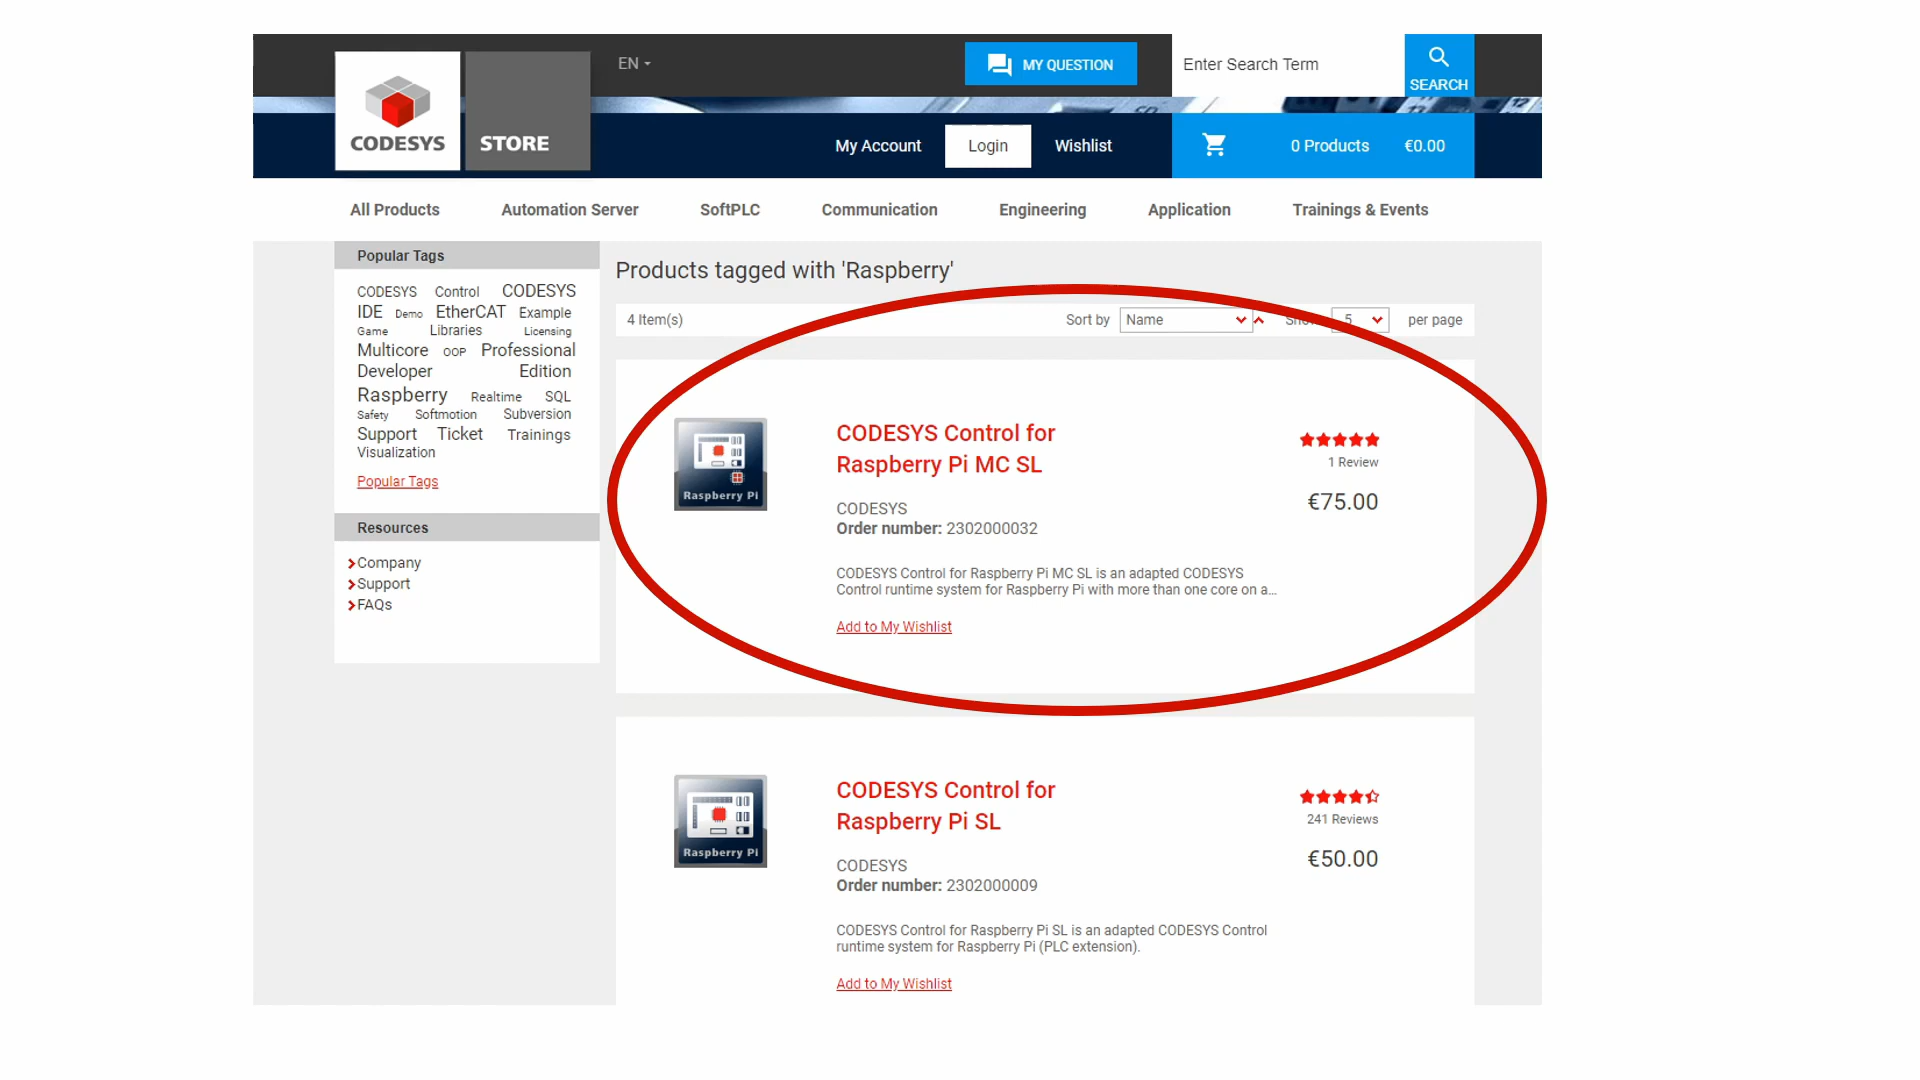 EN
MY QUESTION
Enter Search Term
SEARCH
CODESYS
STORE
My Account
Login
Wishlist
0 Products
€0.00
All Products
Automation Server
SoftPLC
Communication
Engineering
Application
Trainings & Events
Popular Tags
CODESYS Control CODESYS
IDE Demo EtherCAT Example
Game Libraries Licensing
Multicore OOP Professional
Developer Edition
Raspberry Realtime SQL
Safety Softmotion Subversion
Support Ticket Trainings
Visualization
Popular Tags
Resources
Company
Support
FAQs
Products tagged with 'Raspberry'
4 Item(s)
Sort by Name
5 per page
Raspberry Pi
CODESYS Control for
Raspberry Pi MC SL
CODESYS
Order number: 2302000032
CODESYS Control for Raspberry Pi MC SL is an adapted CODESYS
Control runtime system for Raspberry Pi with more than one core on a...
Add to My Wishlist
1 Review
€75.00
Raspberry Pi
CODESYS Control for
Raspberry Pi SL
CODESYS
Order number: 2302000009
CODESYS Control for Raspberry Pi SL is an adapted CODESYS Control
runtime system for Raspberry Pi (PLC extension).
Add to My Wishlist
241 Reviews
€50.00